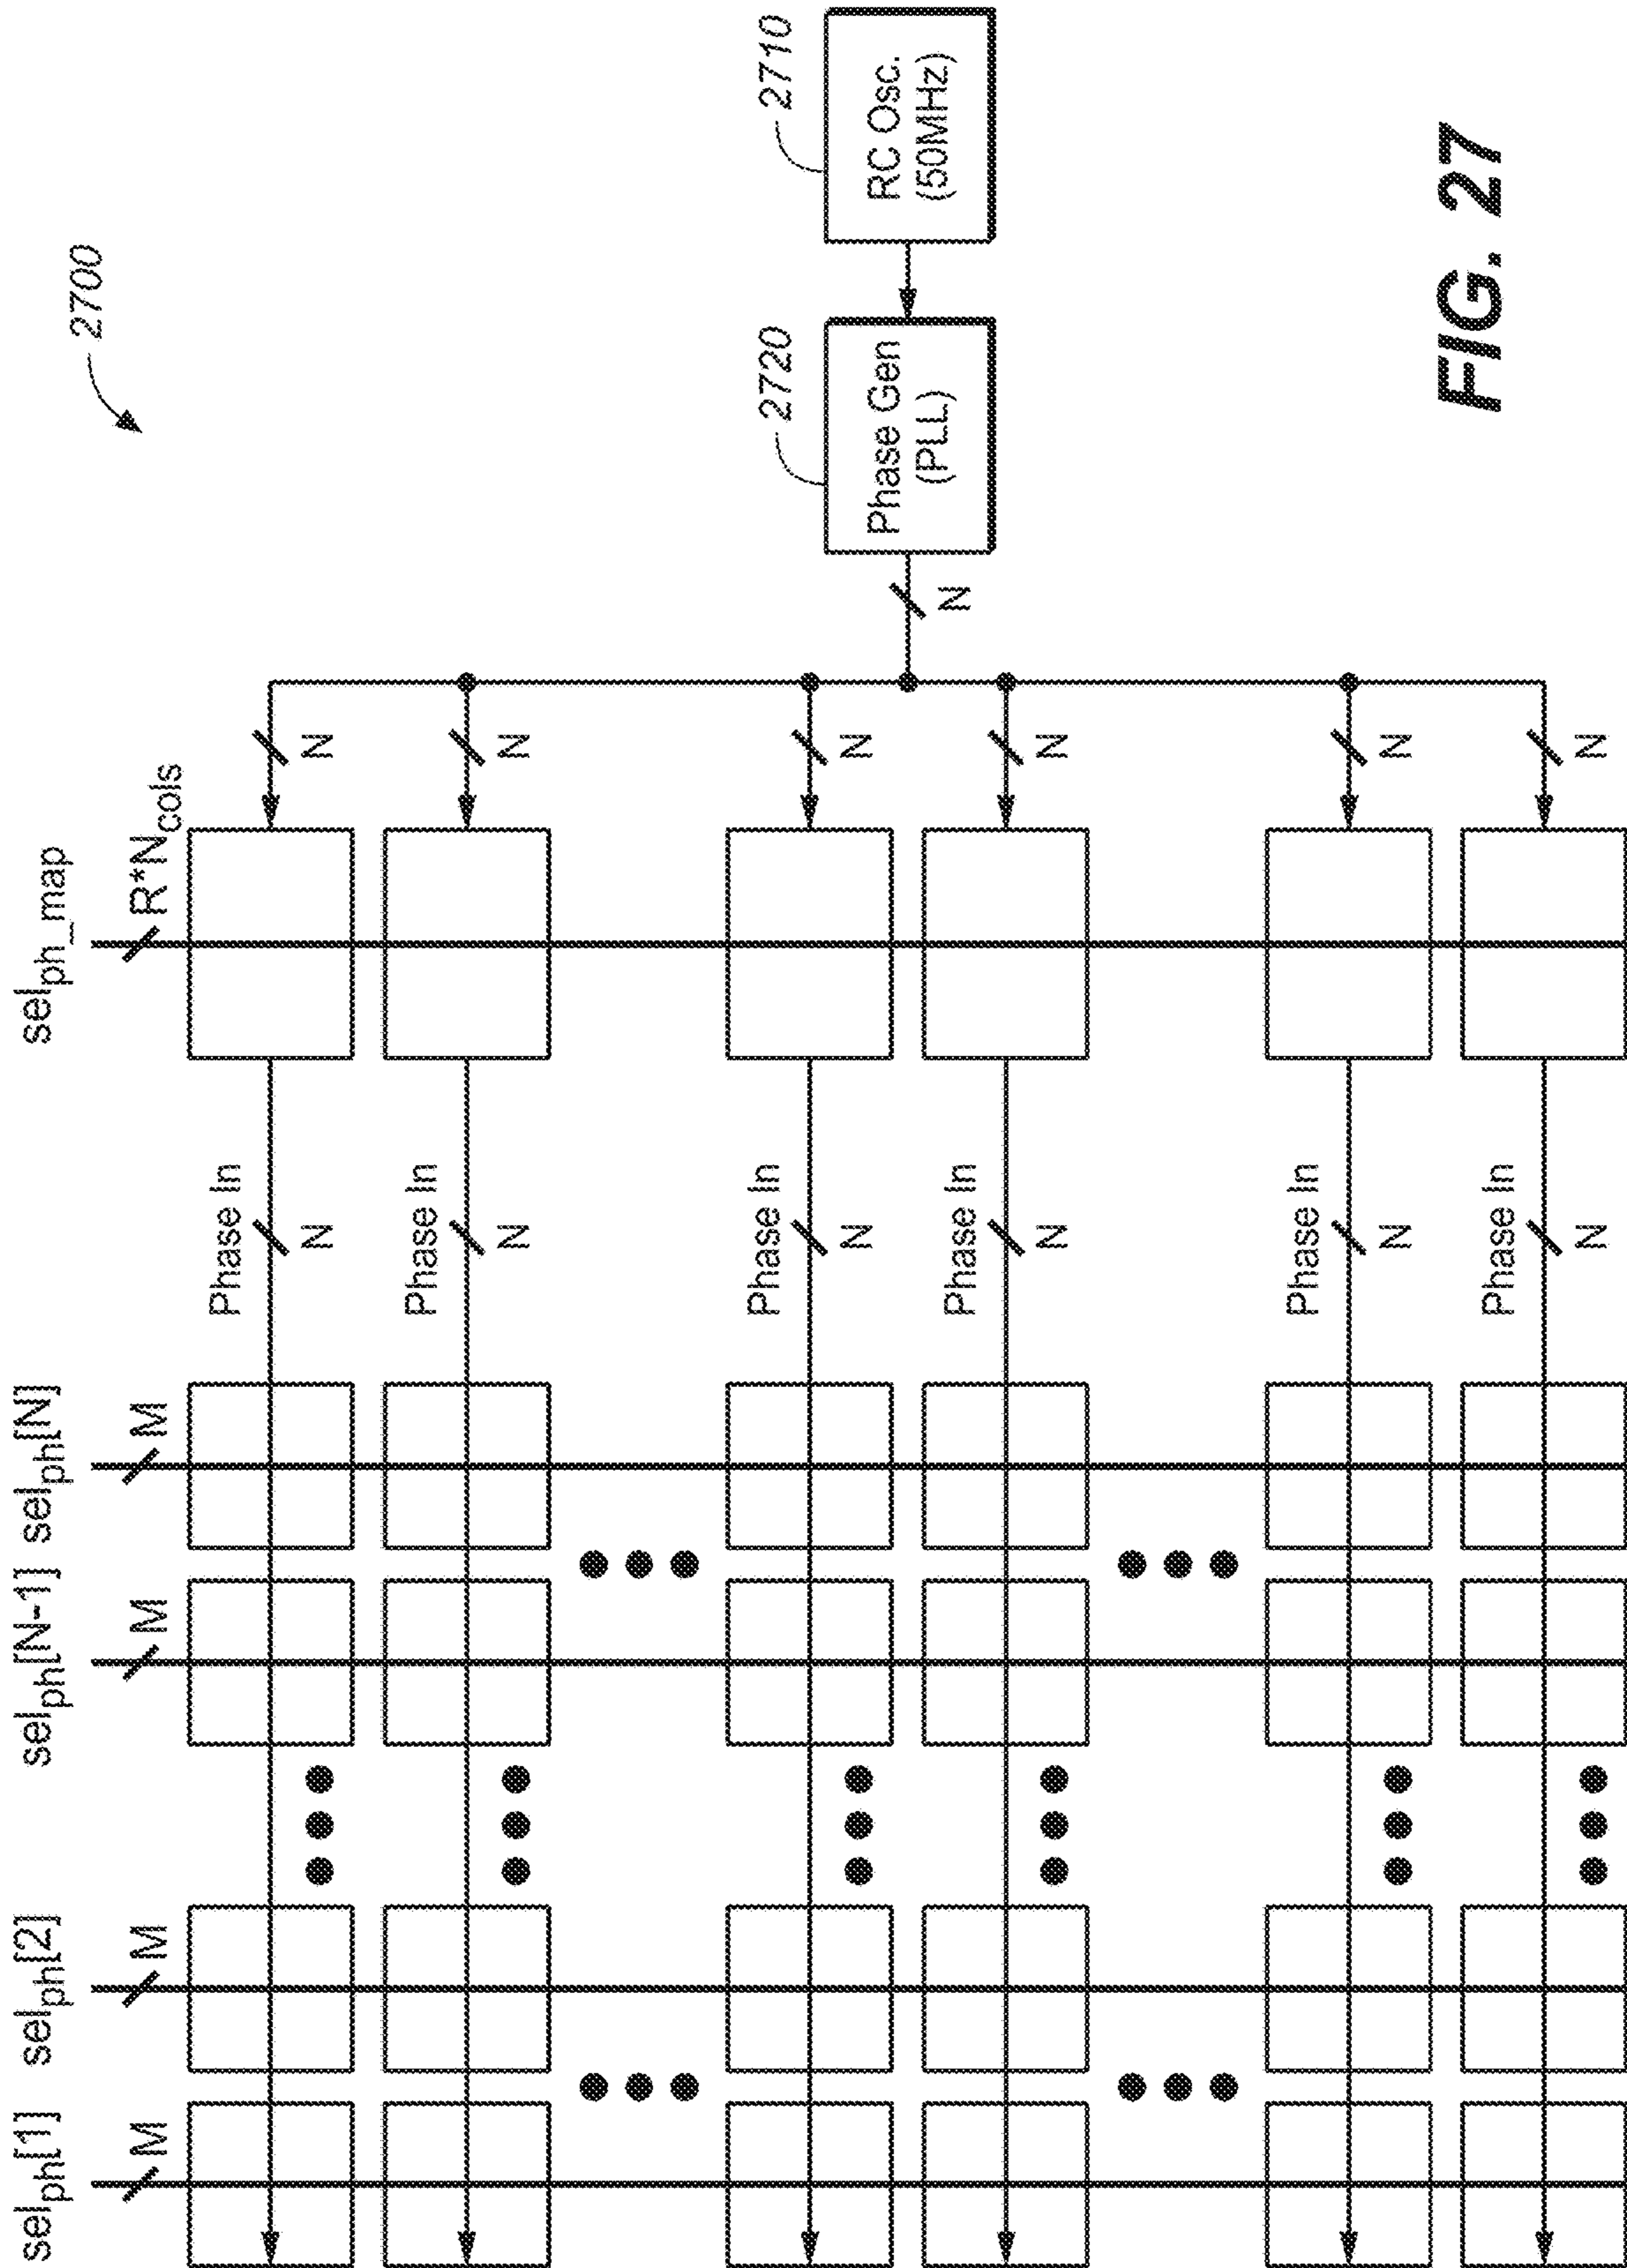 sel_ph[1] sel_ph[2] sel_ph[N-1] sel_ph[N] sel_ph_map
2700
M M M M R*N_cols
Phase In
N N
Phase In
N N
Phase In
2720 2710
N N
Phase Gen RC Osc.
(PLL) (50MHz)
N
Phase In
N N
Phase In
N N
FIG. 27
Phase In
N N